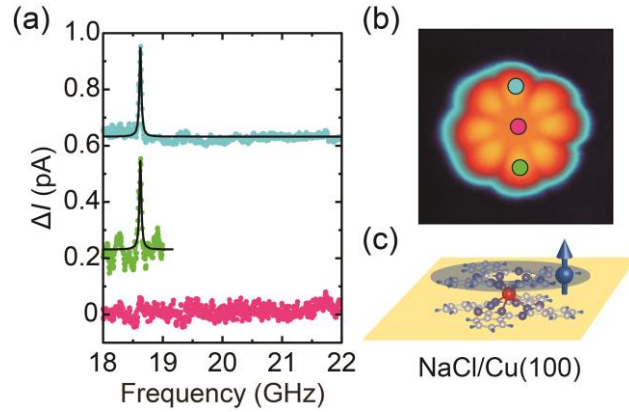 (a)
1.0
0.8
0.6
0.4
0.2
0
ΔI (pA)
18 19 20 21 22
Frequency (GHz)
(b)
(c)
NaCl/Cu(100)